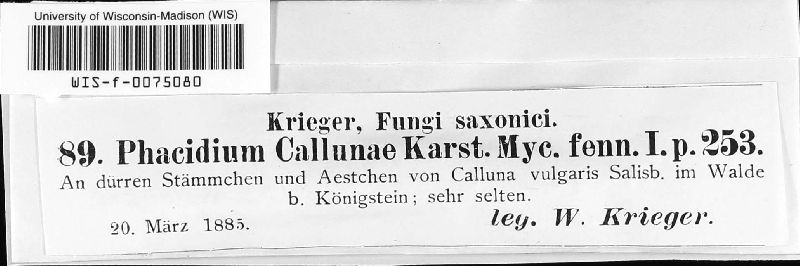 University of Wisconsin-Madison (WIS)
WIS-f-0075080
Krieger, Fungi saxonici.
89. Phacidium Callunae Karst. Myc. fenn. I. p. 253.
An dürren Stämmchen und Aestchen von Calluna vulgaris Salisb. im Walde
b. Königstein; sehr selten.
20. März 1885.
leg. W. Krieger.